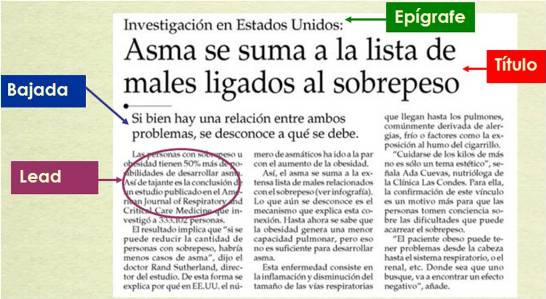 Epígrafe
Investigación en Estados Unidos:
Asma se suma a la lista de
males ligados al sobrepeso
Título
Bajada
Si bien hay una relación entre ambos
problemas, se desconoce a qué se debe.
Lead
Las personas con sobrepeso u
obesidad tienen 50% más de po-
sibilidades de desarrollar asma.
Así de tajante es la conclusión de
un estudio publicado en el Ame-
rican Journal of Respiratory and
Critical Care Medicine que in-
vestigó a 333.102 personas.
El resultado implica que "si se
puede reducir la cantidad de
personas con sobrepeso, habría
menos casos de asma", dijo el
doctor Rand Sutherland, direc-
tor del estudio. De esta forma se
explica por qué en EE.UU. el nú-
mero de asmáticos ha ido a la par
con el aumento de la obesidad.
Así, el asma se suma a la ex-
tensa lista de males relacionados
con el sobrepeso (ver infografía).
Lo que aún se desconoce es el
mecanismo que explica esta co-
nexión. Hasta ahora se sabe que
la obesidad genera una menor
capacidad pulmonar, pero eso
no es suficiente para desarrollar
asma.
Esta enfermedad consiste en
la inflamación y disminución del
tamaño de las vías respiratorias
que llegan hasta los pulmones,
comúnmente derivada de aler-
gias, frío o factores como la ex-
posición al humo del cigarrillo.
"Cuidarse de los kilos de más
no es sólo un tema estético", se-
ñala Ada Cuevas, nutrióloga de
la Clínica Las Condes. Para ella,
la confirmación de este vínculo
es un motivo más para que las
personas tomen conciencia so-
bre las dificultades que puede
acarrear el sobrepeso.
"El paciente obeso puede te-
ner problemas desde la cabeza
hasta el sistema respiratorio, o el
renal, etc. Donde sea que uno
busque, va a encontrar un efecto
negativo", añade.